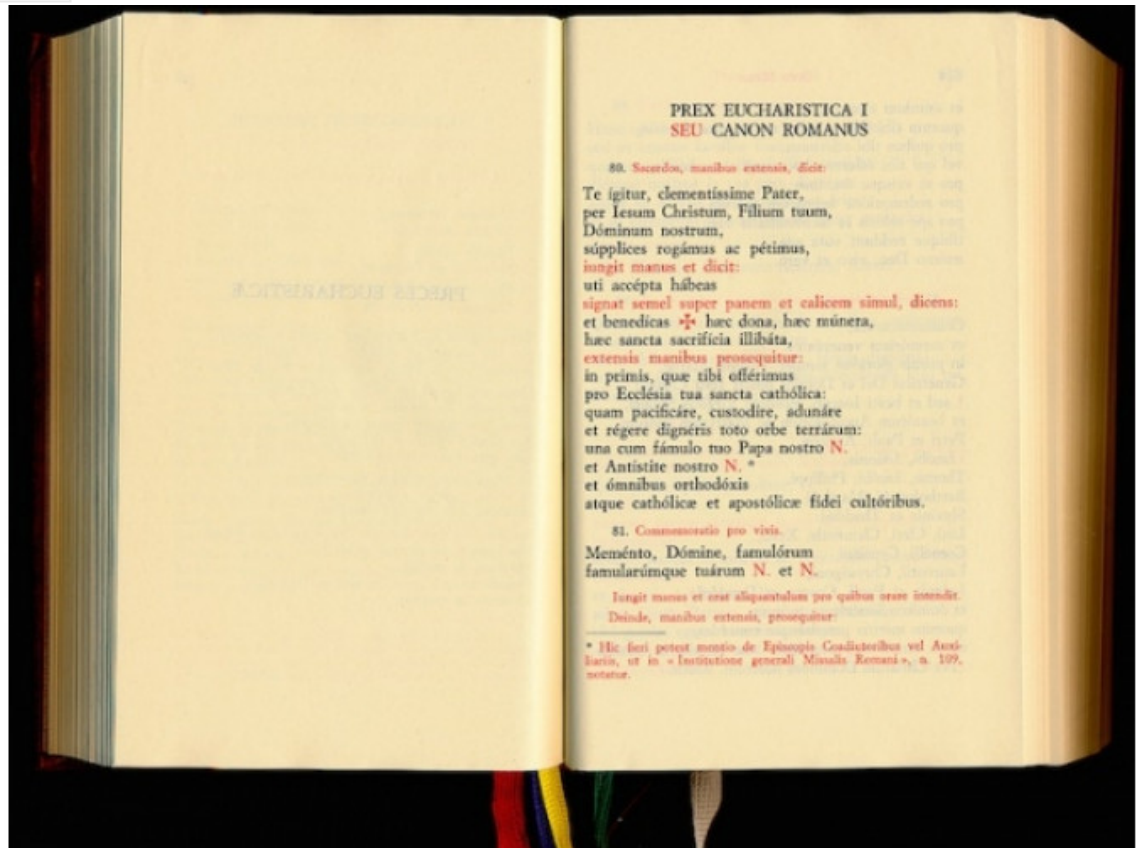 PRECES EUCHARISTICÆ
PREX EUCHARISTICA I
SEU CANON ROMANUS
80. Sacerdos, manibus extensis, dicit:
Te ígitur, clementíssime Pater,
per Iesum Christum, Fílium tuum,
Dóminum nostrum,
súpplices rogámus ac pétimus,
iungit manus et dicit:
uti accépta hábeas
signat semel super panem et calicem simul, dicens:
et benedícas ✠ hæc dona, hæc múnera,
hæc sancta sacrifícia illibáta,
extensis manibus prosequitur:
in primis, quæ tibi offérimus
pro Ecclésia tua sancta cathólica:
quam pacificáre, custodíre, adunáre
et régere dignéris toto orbe terrárum:
una cum fámulo tuo Papa nostro N.
et Antístite nostro N. *
et ómnibus orthodóxis
atque cathólicæ et apostólicæ fídei cultóribus.
81. Commemoratio pro vivis.
Meménto, Dómine, famulórum
famularúmque tuárum N. et N.
Iungit manus et orat aliquantulum pro quibus orare intendit.
Deinde, manibus extensis, prosequitur:
* Hic fieri potest mentio de Episcopis Coadiutoribus vel Auxi-
liariis, ut in « Institutione generali Missalis Romani », n. 109,
notatur.